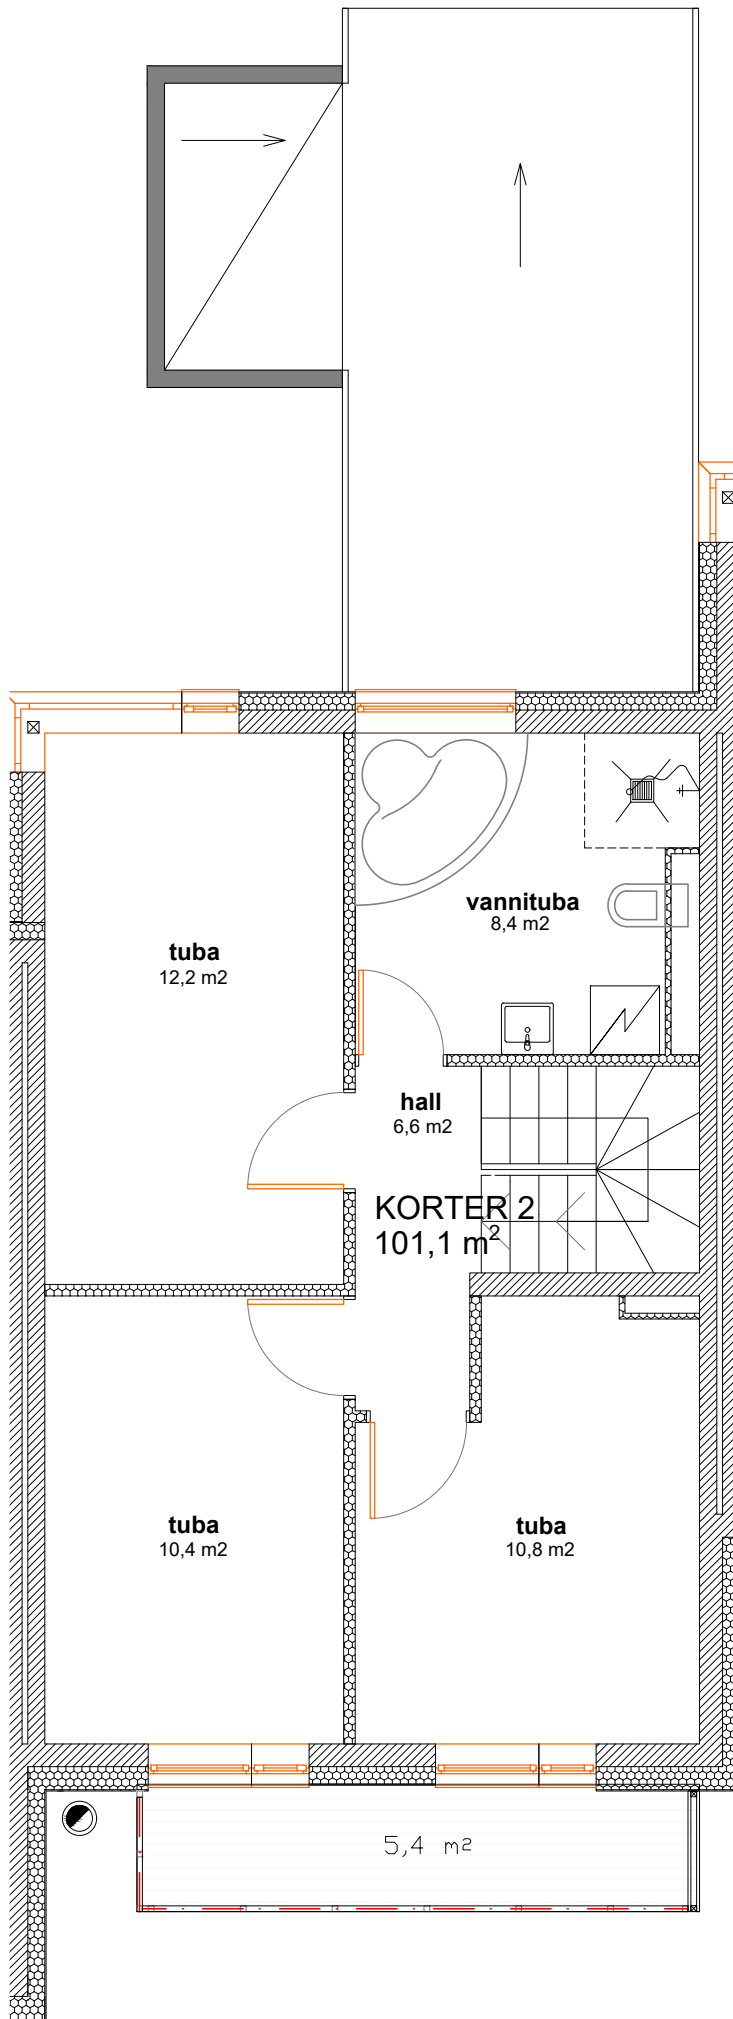 vannituba
8,4 m2
tuba
12,2 m2
hall
6,6 m2
KORTER 2
101,1 m²
tuba
10,4 m2
tuba
10,8 m2
5,4 m²